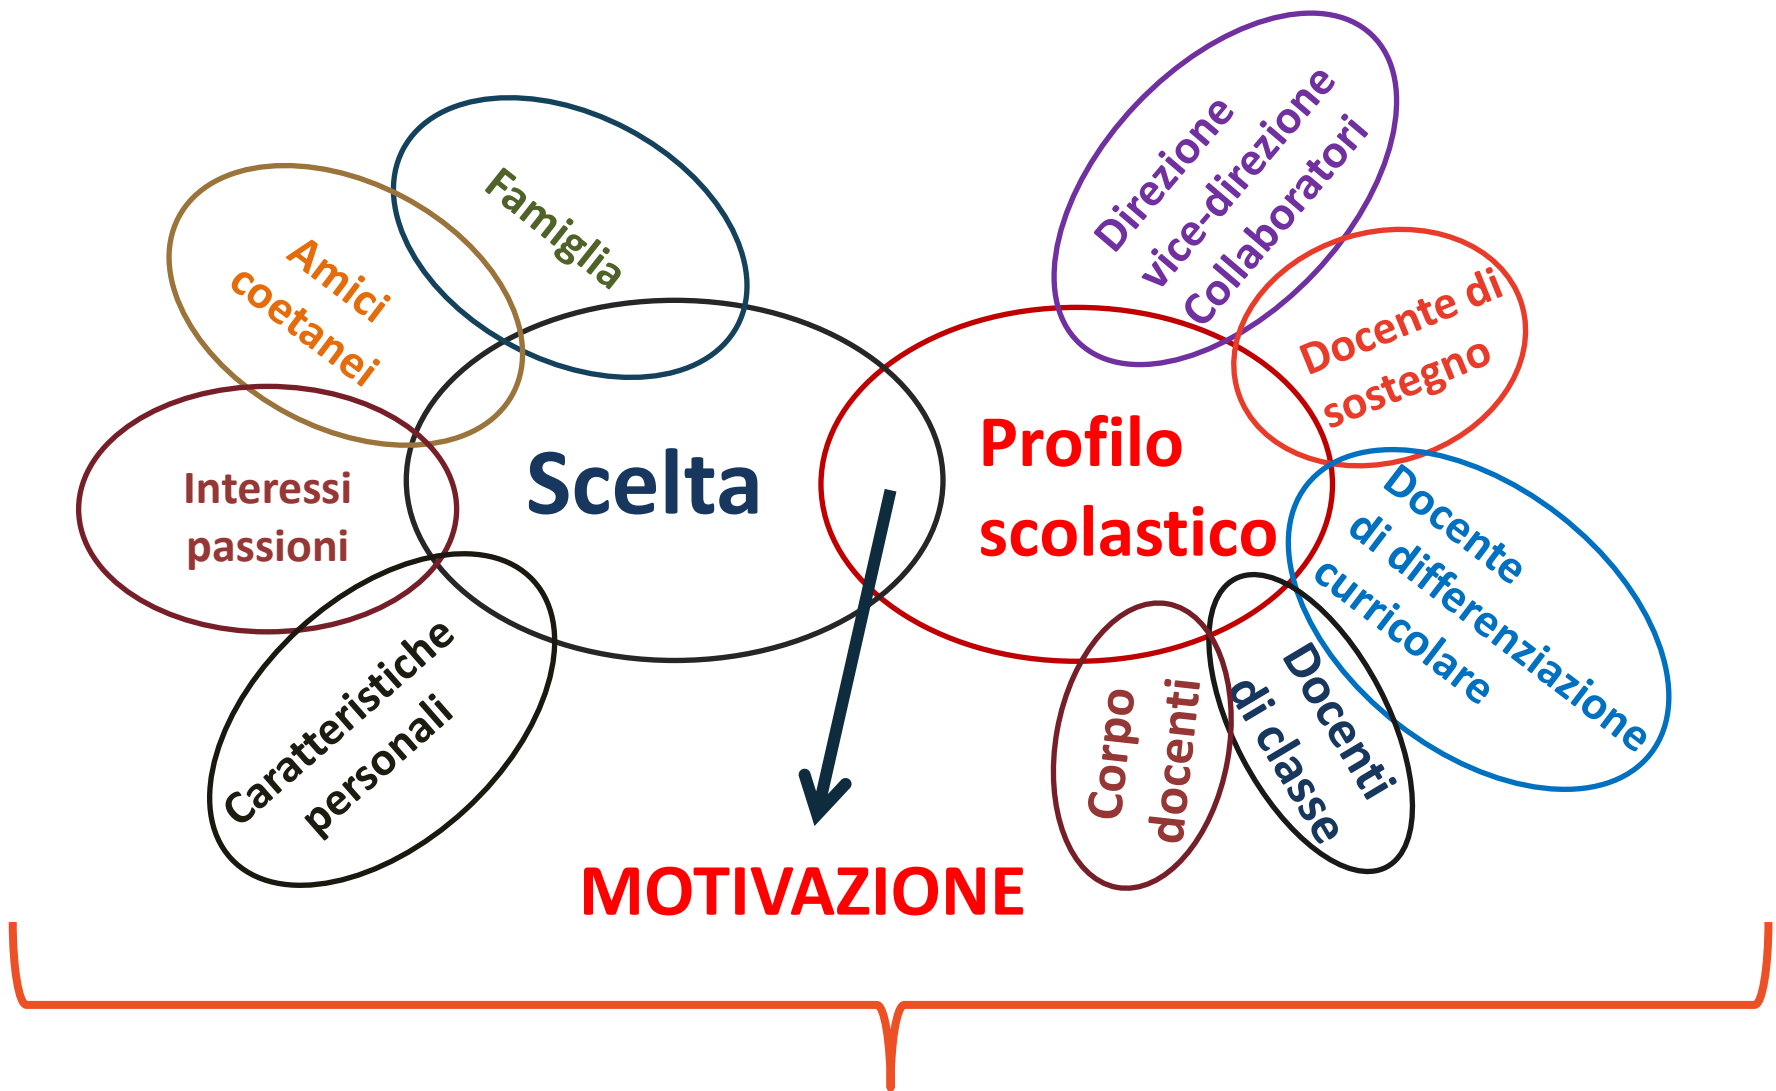 Famiglia
Amici
coetanei
Interessi
passioni
Caratteristiche
personali
Scelta
Profilo
scolastico
Direzione
vice-direzione
Collaboratori
Docente di
sostegno
Docente
di differenziazione
curricolare
Docenti
di classe
Corpo
docenti
MOTIVAZIONE